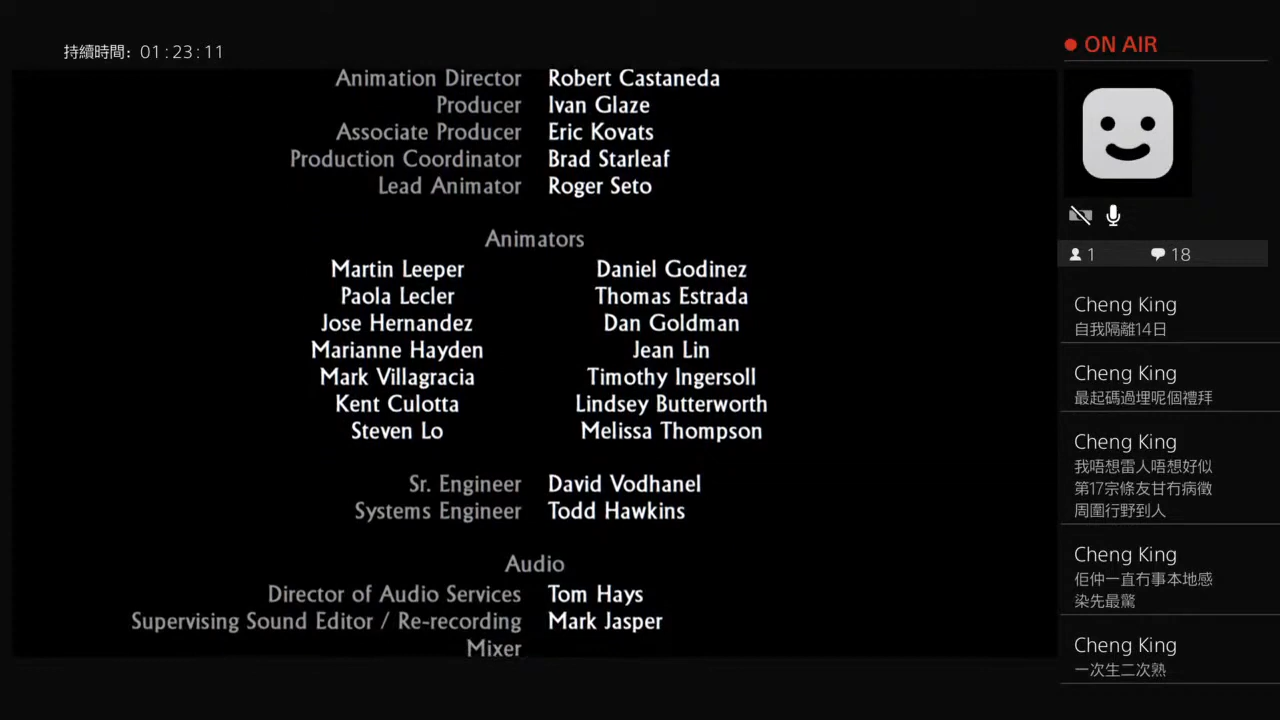 持續時間: 01:23:11
ON AIR
Animation Director Robert Castaneda
Producer Ivan Glaze
Associate Producer Eric Kovats
Production Coordinator Brad Starleaf
Lead Animator Roger Seto
Animators
Martin Leeper Daniel Godinez
Paola Lecler Thomas Estrada
Jose Hernandez Dan Goldman
Marianne Hayden Jean Lin
Mark Villagracia Timothy Ingersoll
Kent Culotta Lindsey Butterworth
Steven Lo Melissa Thompson
Sr. Engineer David Vodhanel
Systems Engineer Todd Hawkins
Audio
Director of Audio Services Tom Hays
Supervising Sound Editor / Re-recording Mark Jasper
Mixer
1 18
Cheng King
自我隔離14日
Cheng King
最起碼過埋呢個禮拜
Cheng King
我唔想雷人唔想好似
第17宗條友甘冇病徵
周圍行野到人
Cheng King
佢仲一直冇事本地感
染先最驚
Cheng King
一次生二次熟